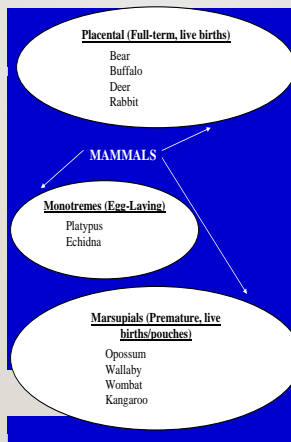 Placental (Full-term, live births)
Bear
Buffalo
Deer
Rabbit
MAMMALS
Monotremes (Egg-Laying)
Platypus
Echidna
Marsupials (Premature, live
births/pouches)
Opossum
Wallaby
Wombat
Kangaroo